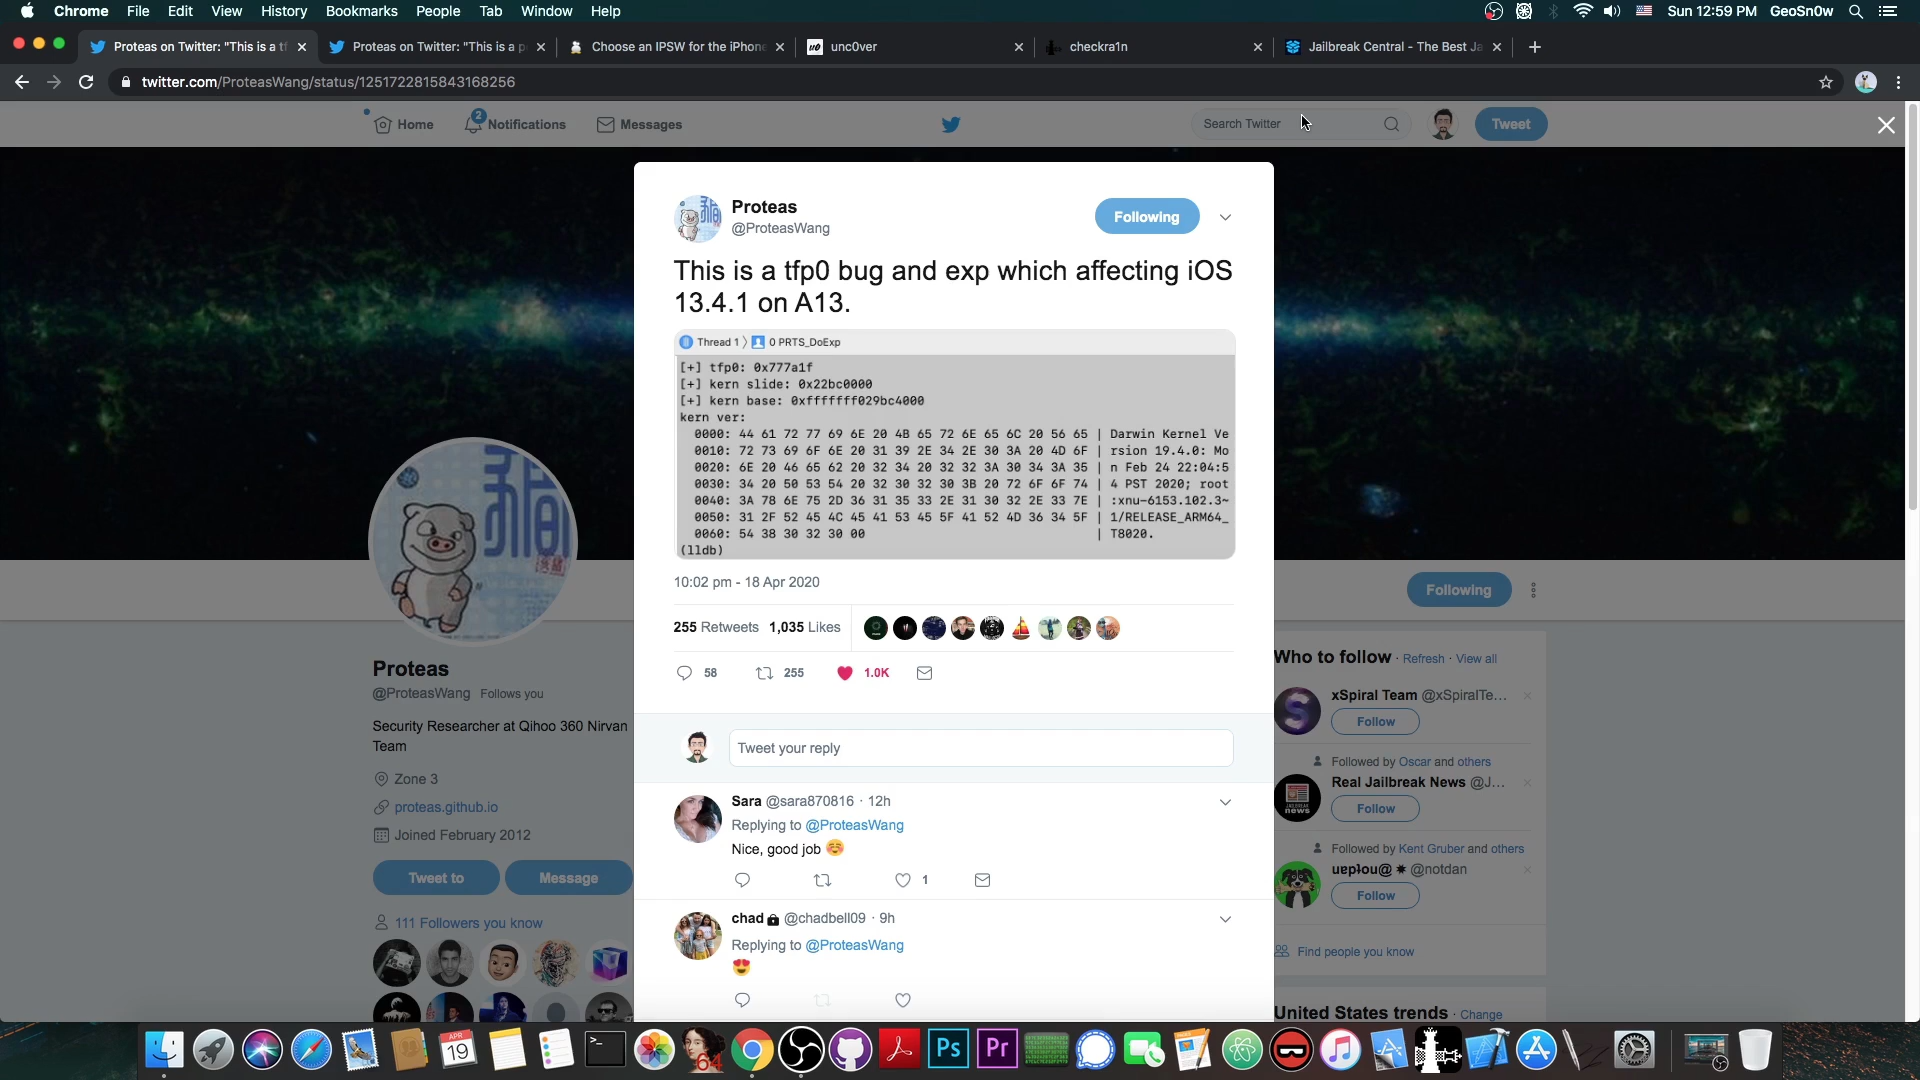 Chrome File Edit View History Bookmarks People Tab Window Help
Sun 12:59 PM GeoSn0w
Proteas on Twitter: "This is a tf
Proteas on Twitter: "This is a p
Choose an IPSW for the iPhone
unc0ver
checkra1n
Jailbreak Central - The Best Ja
twitter.com/ProteasWang/status/1251722815843168256
Home
2
Notifications
Messages
Search Twitter
Tweet
Proteas
@ProteasWang
Following
This is a tfp0 bug and exp which affecting iOS
13.4.1 on A13.
Thread 1 〉 0 PRTS_DoExp
[+] tfp0: 0x777a1f
[+] kern slide: 0x22bc0000
[+] kern base: 0xfffffff029bc4000
kern ver:
0000: 44 61 72 77 69 6E 20 4B 65 72 6E 65 6C 20 56 65 | Darwin Kernel Ve
0010: 72 73 69 6F 6E 20 31 39 2E 34 2E 30 3A 20 4D 6F | rsion 19.4.0: Mo
0020: 6E 20 46 65 62 20 32 34 20 32 32 3A 30 34 3A 35 | n Feb 24 22:04:5
0030: 34 20 50 53 54 20 32 30 32 30 3B 20 72 6F 6F 74 | 4 PST 2020; root
0040: 3A 78 6E 75 2D 36 31 35 33 2E 31 30 32 2E 33 7E | :xnu-6153.102.3~
0050: 31 2F 52 45 4C 45 41 53 45 5F 41 52 4D 36 34 5F | 1/RELEASE_ARM64_
0060: 54 38 30 32 30 00 | T8020.
(lldb)
10:02 pm - 18 Apr 2020
255 Retweets 1,035 Likes
58 255 1.0K
Tweet your reply
Sara @sara870816 · 12h
Replying to @ProteasWang
Nice, good job
1
chad @chadbell09 · 9h
Replying to @ProteasWang
Proteas
@ProteasWang Follows you
Security Researcher at Qihoo 360 Nirvan
Team
Zone 3
proteas.github.io
Joined February 2012
Tweet to
Message
111 Followers you know
Following
Who to follow · Refresh · View all
xSpiral Team @xSpiralTe...
Follow
Followed by Oscar and others
Real Jailbreak News @J...
Follow
Followed by Kent Gruber and others
@notdan
Follow
Find people you know
United States trends · Change
APR
19
64
Ps
Pr